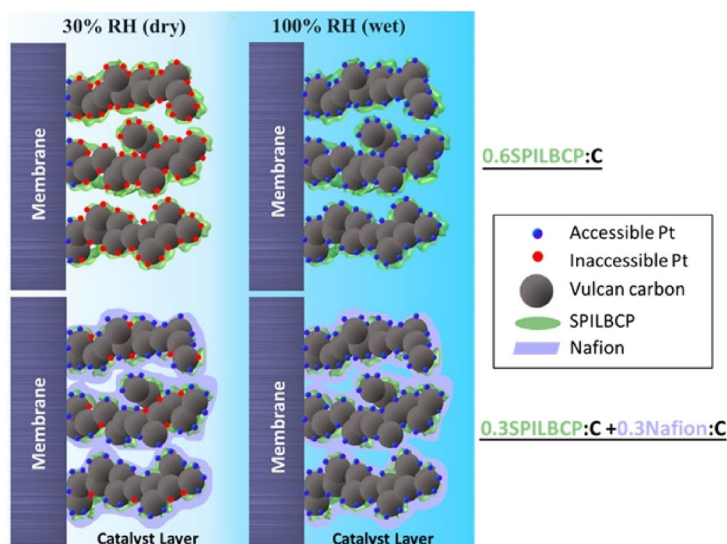 30% RH (dry)
100% RH (wet)
Membrane
Membrane
0.6SPILBCP:C
Accessible Pt
Inaccessible Pt
Vulcan carbon
SPILBCP
Nafion
Membrane
Membrane
0.3SPILBCP:C +0.3Nafion:C
Catalyst Layer
Catalyst Layer